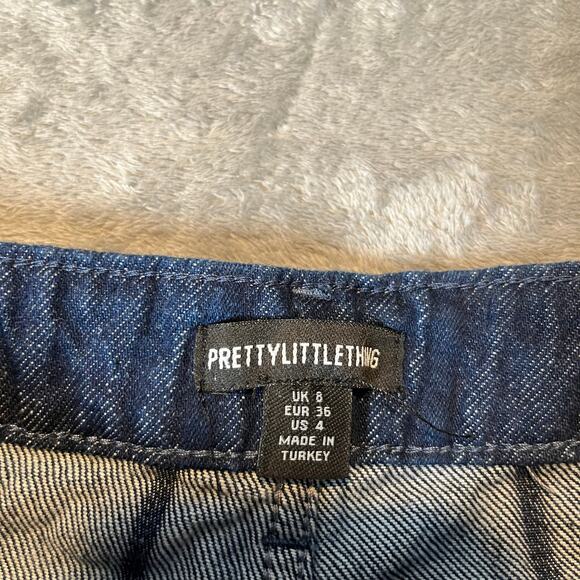 PRETTYLITTLETHING
UK 8
EUR 36
US 4
MADE IN
TURKEY